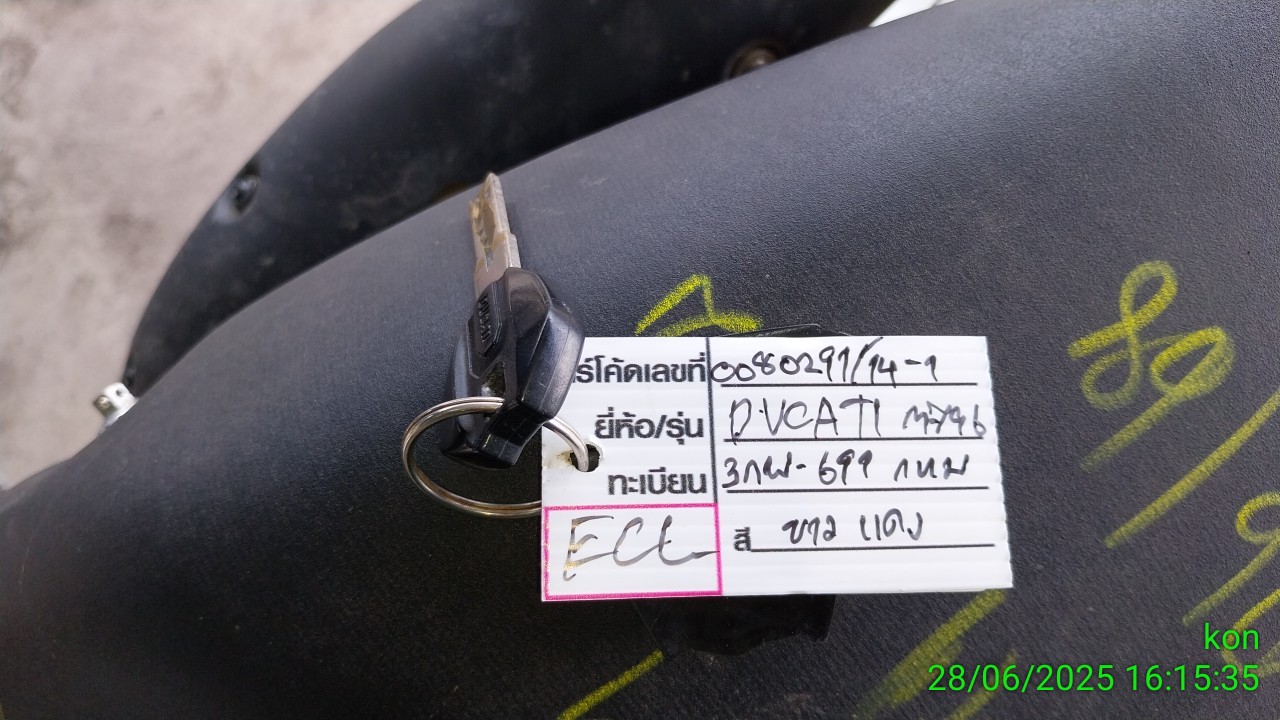 ร์โค้ดเลขที่ 0080291/14-1
ยี่ห้อ/รุ่น DUCATI M796
ทะเบียน 3กผ-699 กทม
ECL สี ขาว แดง
kon
28/06/2025 16:15:35